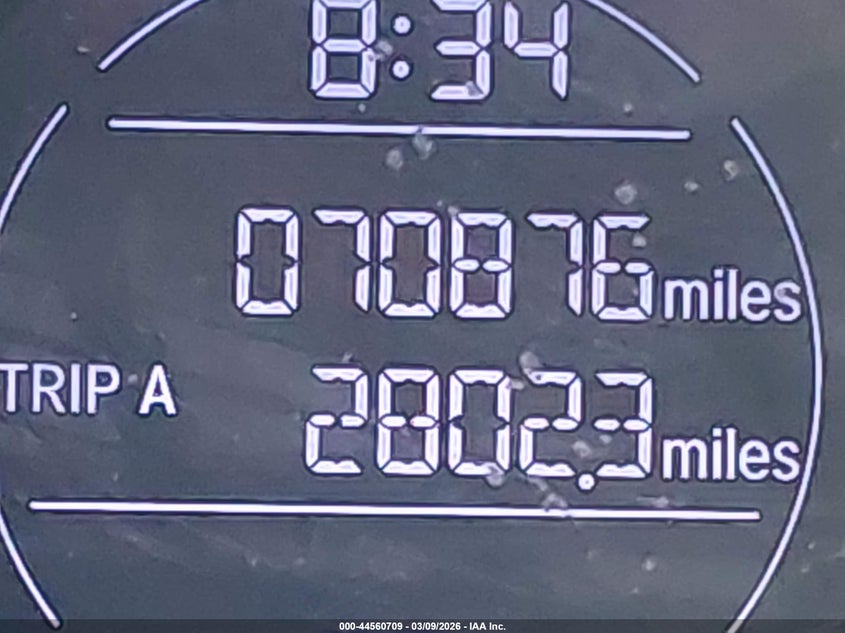 8:34
070876 miles
TRIP A 2802.3 miles
000-44560709 - 03/09/2026 - IAA Inc.